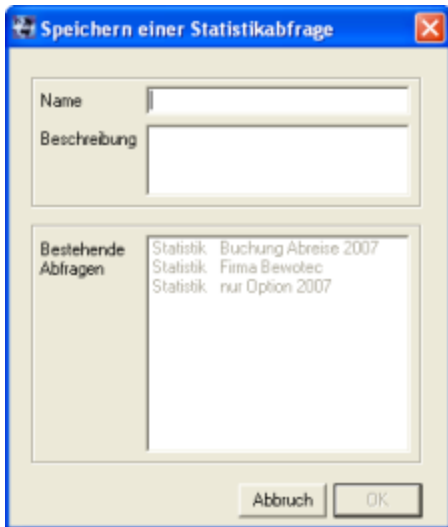 Speichern einer Statistikabfrage
Name
Beschreibung
Bestehende
Abfragen
Statistik Buchung Abreise 2007
Statistik Firma Bewotec
Statistik nur Option 2007
Abbruch
OK